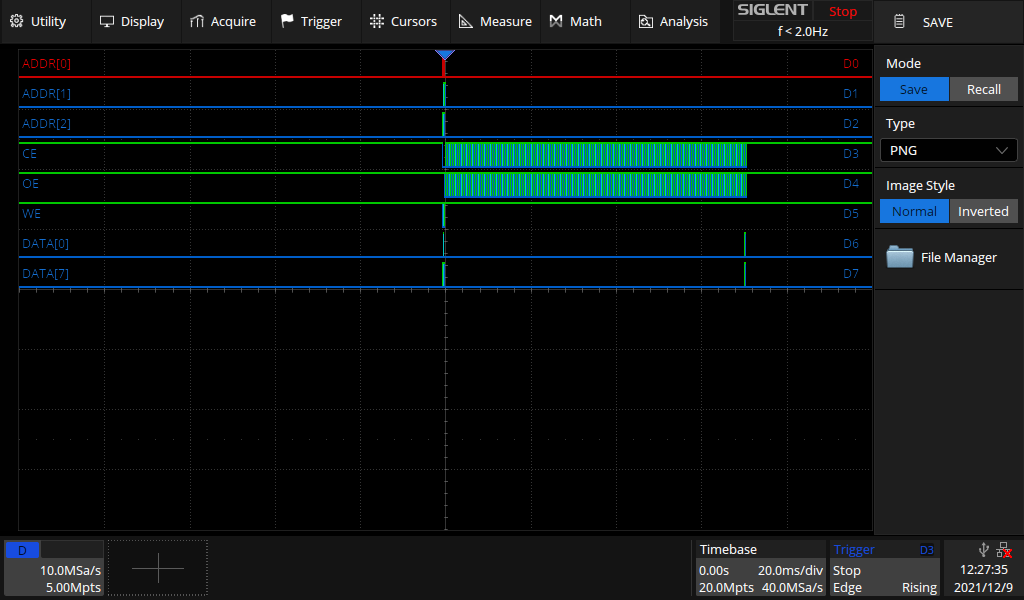 Utility Display Acquire Trigger Cursors Measure Math Analysis SIGLENT Stop SAVE
f < 2.0Hz
ADDR[0] D0 Mode
ADDR[1] D1 Save Recall
ADDR[2] D2 Type
CE D3 PNG
OE D4 Image Style
WE D5 Normal Inverted
DATA[0] D6 File Manager
DATA[7] D7
D Timebase Trigger D3
10.0MSa/s 0.00s 20.0ms/div Stop 12:27:35
5.00Mpts 20.0Mpts 40.0MSa/s Edge Rising 2021/12/9